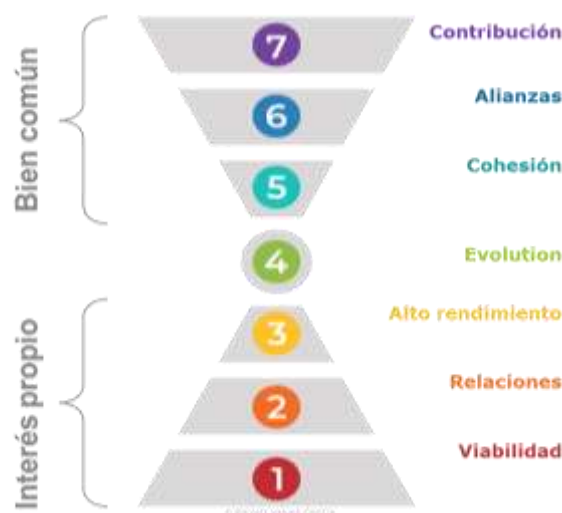 Bien común
7
Contribución
6
Alianzas
5
Cohesión
4
Evolution
Interés propio
3
Alto rendimiento
2
Relaciones
1
Viabilidad